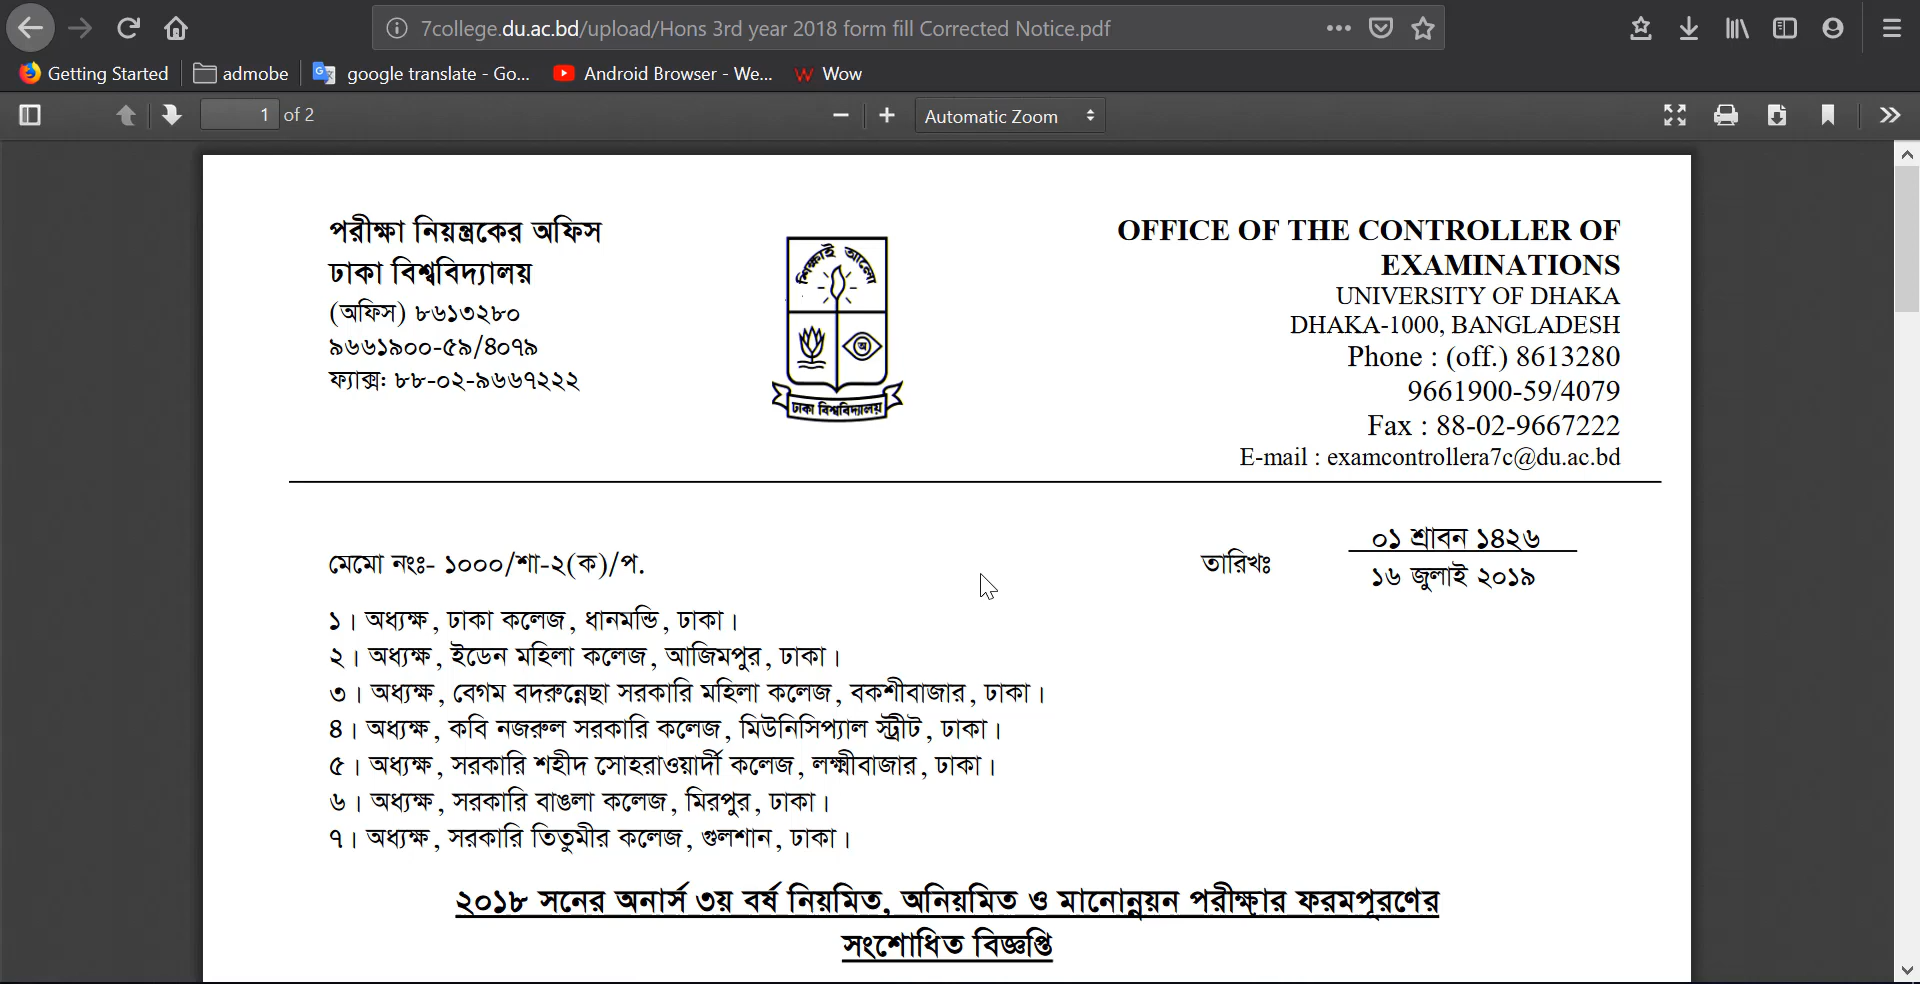 7college.du.ac.bd/upload/Hons 3rd year 2018 form fill Corrected Notice.pdf
Getting Started
admobe
google translate - Go...
Android Browser - We...
Wow
1 of 2
Automatic Zoom
পরীক্ষা নিয়ন্ত্রকের অফিস
ঢাকা বিশ্ববিদ্যালয়
(অফিস) ৮৬১৩২৮০
৯৬৬১৯০০-৫৯/৪০৭৯
ফ্যাক্স: ৮৮-০২-৯৬৬৭২২২
শিক্ষাই আলো
ঢাকা বিশ্ববিদ্যালয়
OFFICE OF THE CONTROLLER OF
EXAMINATIONS
UNIVERSITY OF DHAKA
DHAKA-1000, BANGLADESH
Phone : (off.) 8613280
9661900-59/4079
Fax : 88-02-9667222
E-mail : examcontrollera7c@du.ac.bd
মেমো নংঃ- ১০০০/শা-২(ক)/প.
তারিখঃ
০১ শ্রাবন ১৪২৬
১৬ জুলাই ২০১৯
১। অধ্যক্ষ, ঢাকা কলেজ, ধানমন্ডি, ঢাকা।
২। অধ্যক্ষ, ইডেন মহিলা কলেজ, আজিমপুর, ঢাকা।
৩। অধ্যক্ষ, বেগম বদরুন্নেছা সরকারি মহিলা কলেজ, বকশীবাজার, ঢাকা।
৪। অধ্যক্ষ, কবি নজরুল সরকারি কলেজ, মিউনিসিপ্যাল স্ট্রীট, ঢাকা।
৫। অধ্যক্ষ, সরকারি শহীদ সোহরাওয়ার্দী কলেজ, লক্ষ্মীবাজার, ঢাকা।
৬। অধ্যক্ষ, সরকারি বাঙলা কলেজ, মিরপুর, ঢাকা।
৭। অধ্যক্ষ, সরকারি তিতুমীর কলেজ, গুলশান, ঢাকা।
২০১৮ সনের অনার্স ৩য় বর্ষ নিয়মিত, অনিয়মিত ও মানোন্নয়ন পরীক্ষার ফরমপূরণের
সংশোধিত বিজ্ঞপ্তি